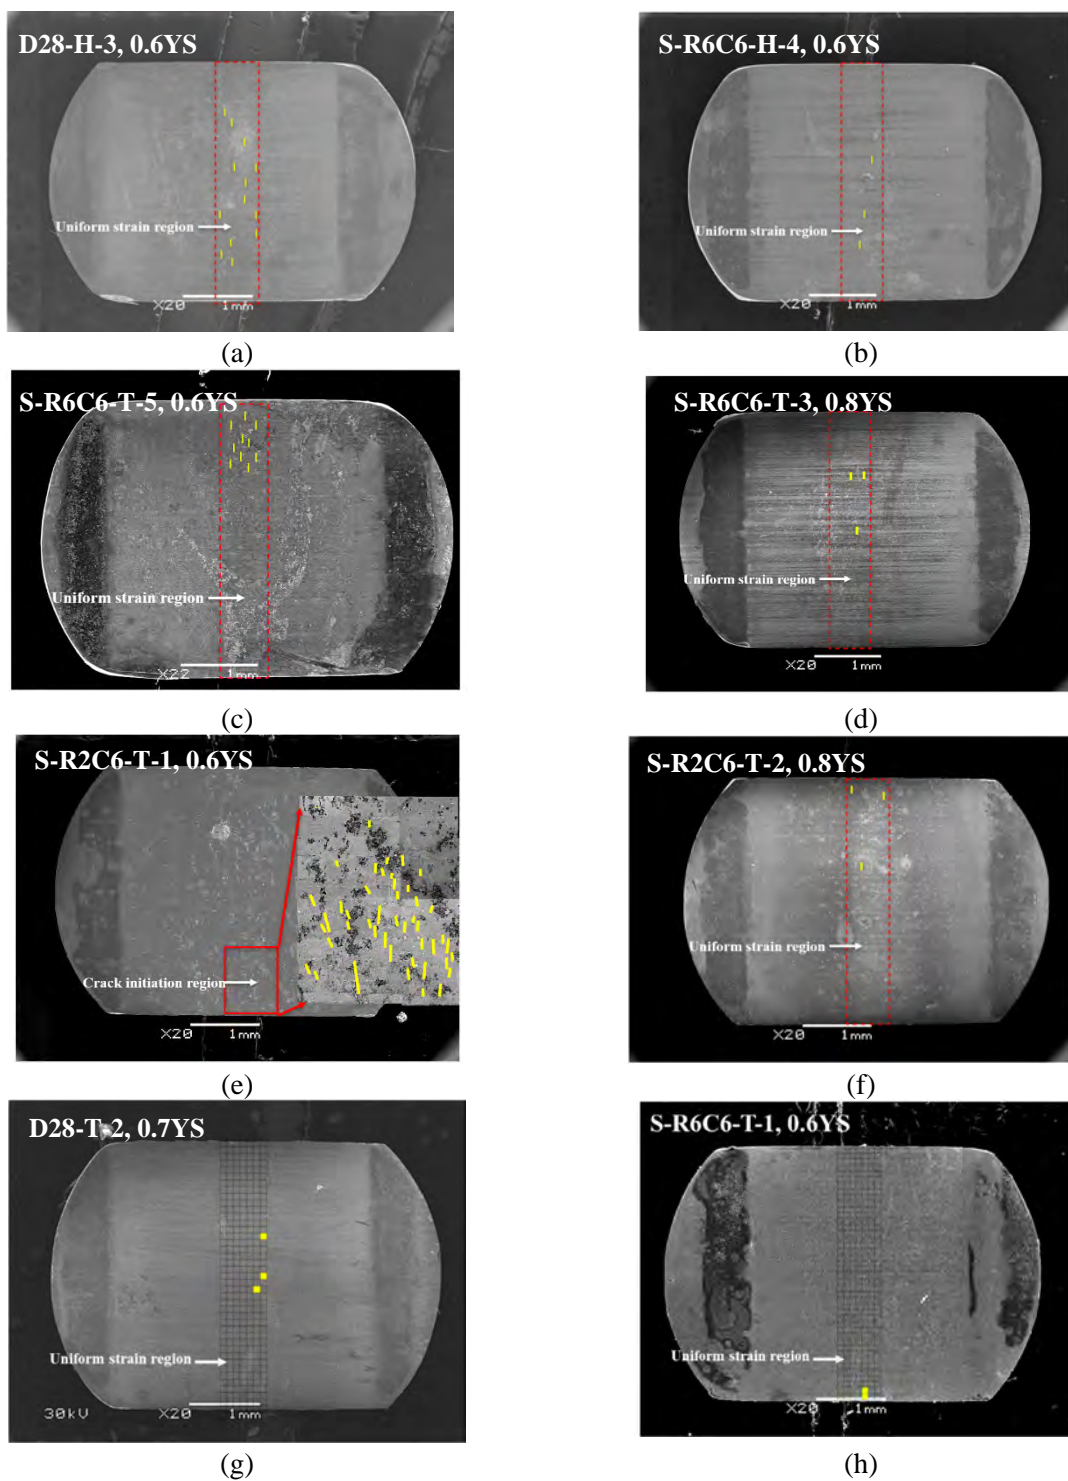 D28-H-3, 0.6YS
Uniform strain region
X20 1mm
(a)
S-R6C6-H-4, 0.6YS
Uniform strain region
X20 1mm
(b)
S-R6C6-T-5, 0.6YS
Uniform strain region
X22 1mm
(c)
S-R6C6-T-3, 0.8YS
Uniform strain region
X20 1mm
(d)
S-R2C6-T-1, 0.6YS
Crack initiation region
X20 1mm
(e)
S-R2C6-T-2, 0.8YS
Uniform strain region
X20 1mm
(f)
D28-T-2, 0.7YS
Uniform strain region
30kV X20 1mm
(g)
S-R6C6-T-1, 0.6YS
Uniform strain region
X20 1mm
(h)